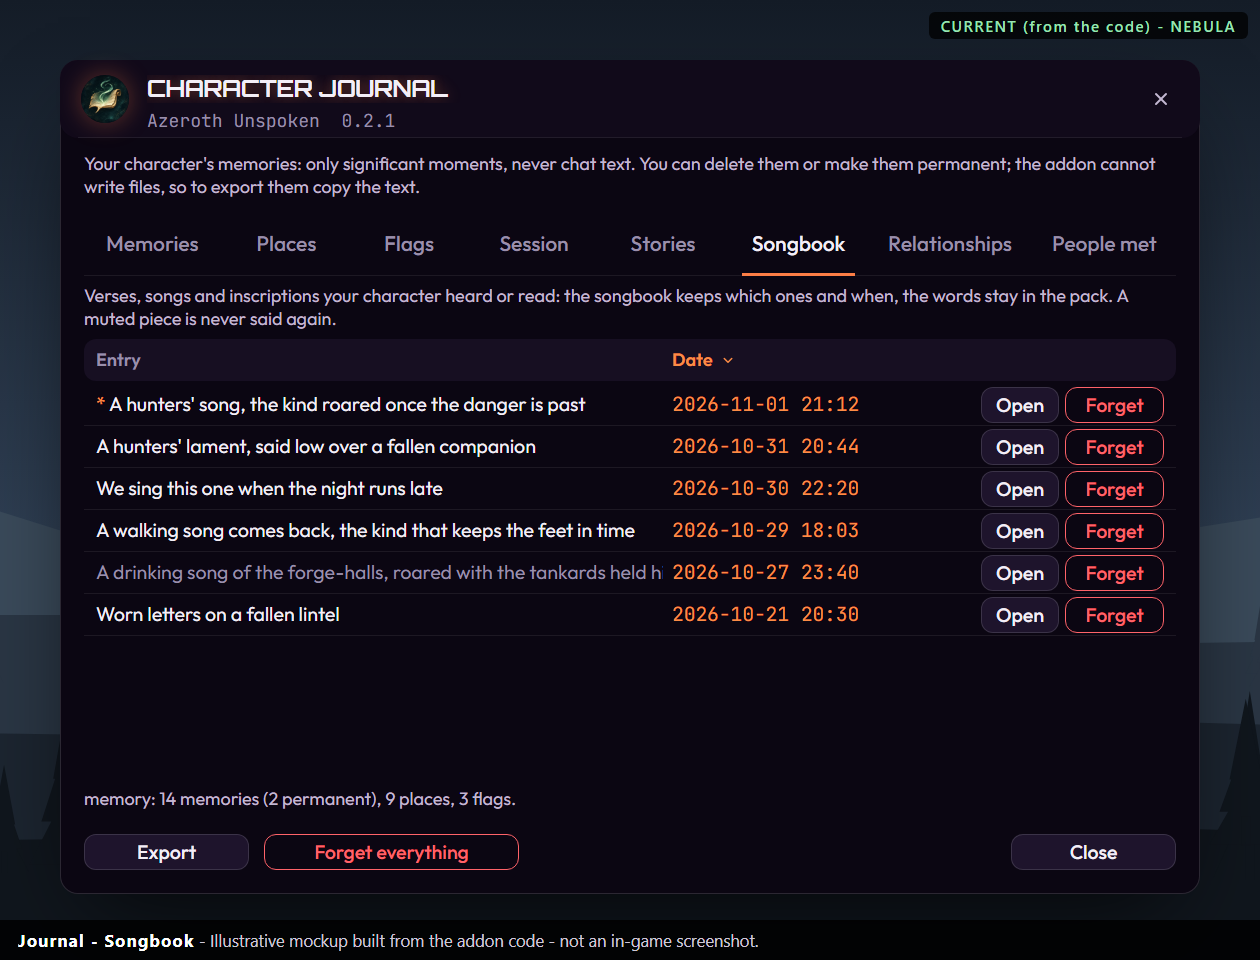 CURRENT (from the code) - NEBULA
CHARACTER JOURNAL
Azeroth Unspoken 0.2.1
Your character's memories: only significant moments, never chat text. You can delete them or make them permanent; the addon cannot
write files, so to export them copy the text.
Memories Places Flags Session Stories Songbook Relationships People met
Verses, songs and inscriptions your character heard or read: the songbook keeps which ones and when, the words stay in the pack. A
muted piece is never said again.
Entry Date
* A hunters' song, the kind roared once the danger is past 2026-11-01 21:12 Open Forget
A hunters' lament, said low over a fallen companion 2026-10-31 20:44 Open Forget
We sing this one when the night runs late 2026-10-30 22:20 Open Forget
A walking song comes back, the kind that keeps the feet in time 2026-10-29 18:03 Open Forget
A drinking song of the forge-halls, roared with the tankards held 2026-10-27 23:40 Open Forget
Worn letters on a fallen lintel 2026-10-21 20:30 Open Forget
memory: 14 memories (2 permanent), 9 places, 3 flags.
Export Forget everything Close
Journal - Songbook - Illustrative mockup built from the addon code - not an in-game screenshot.